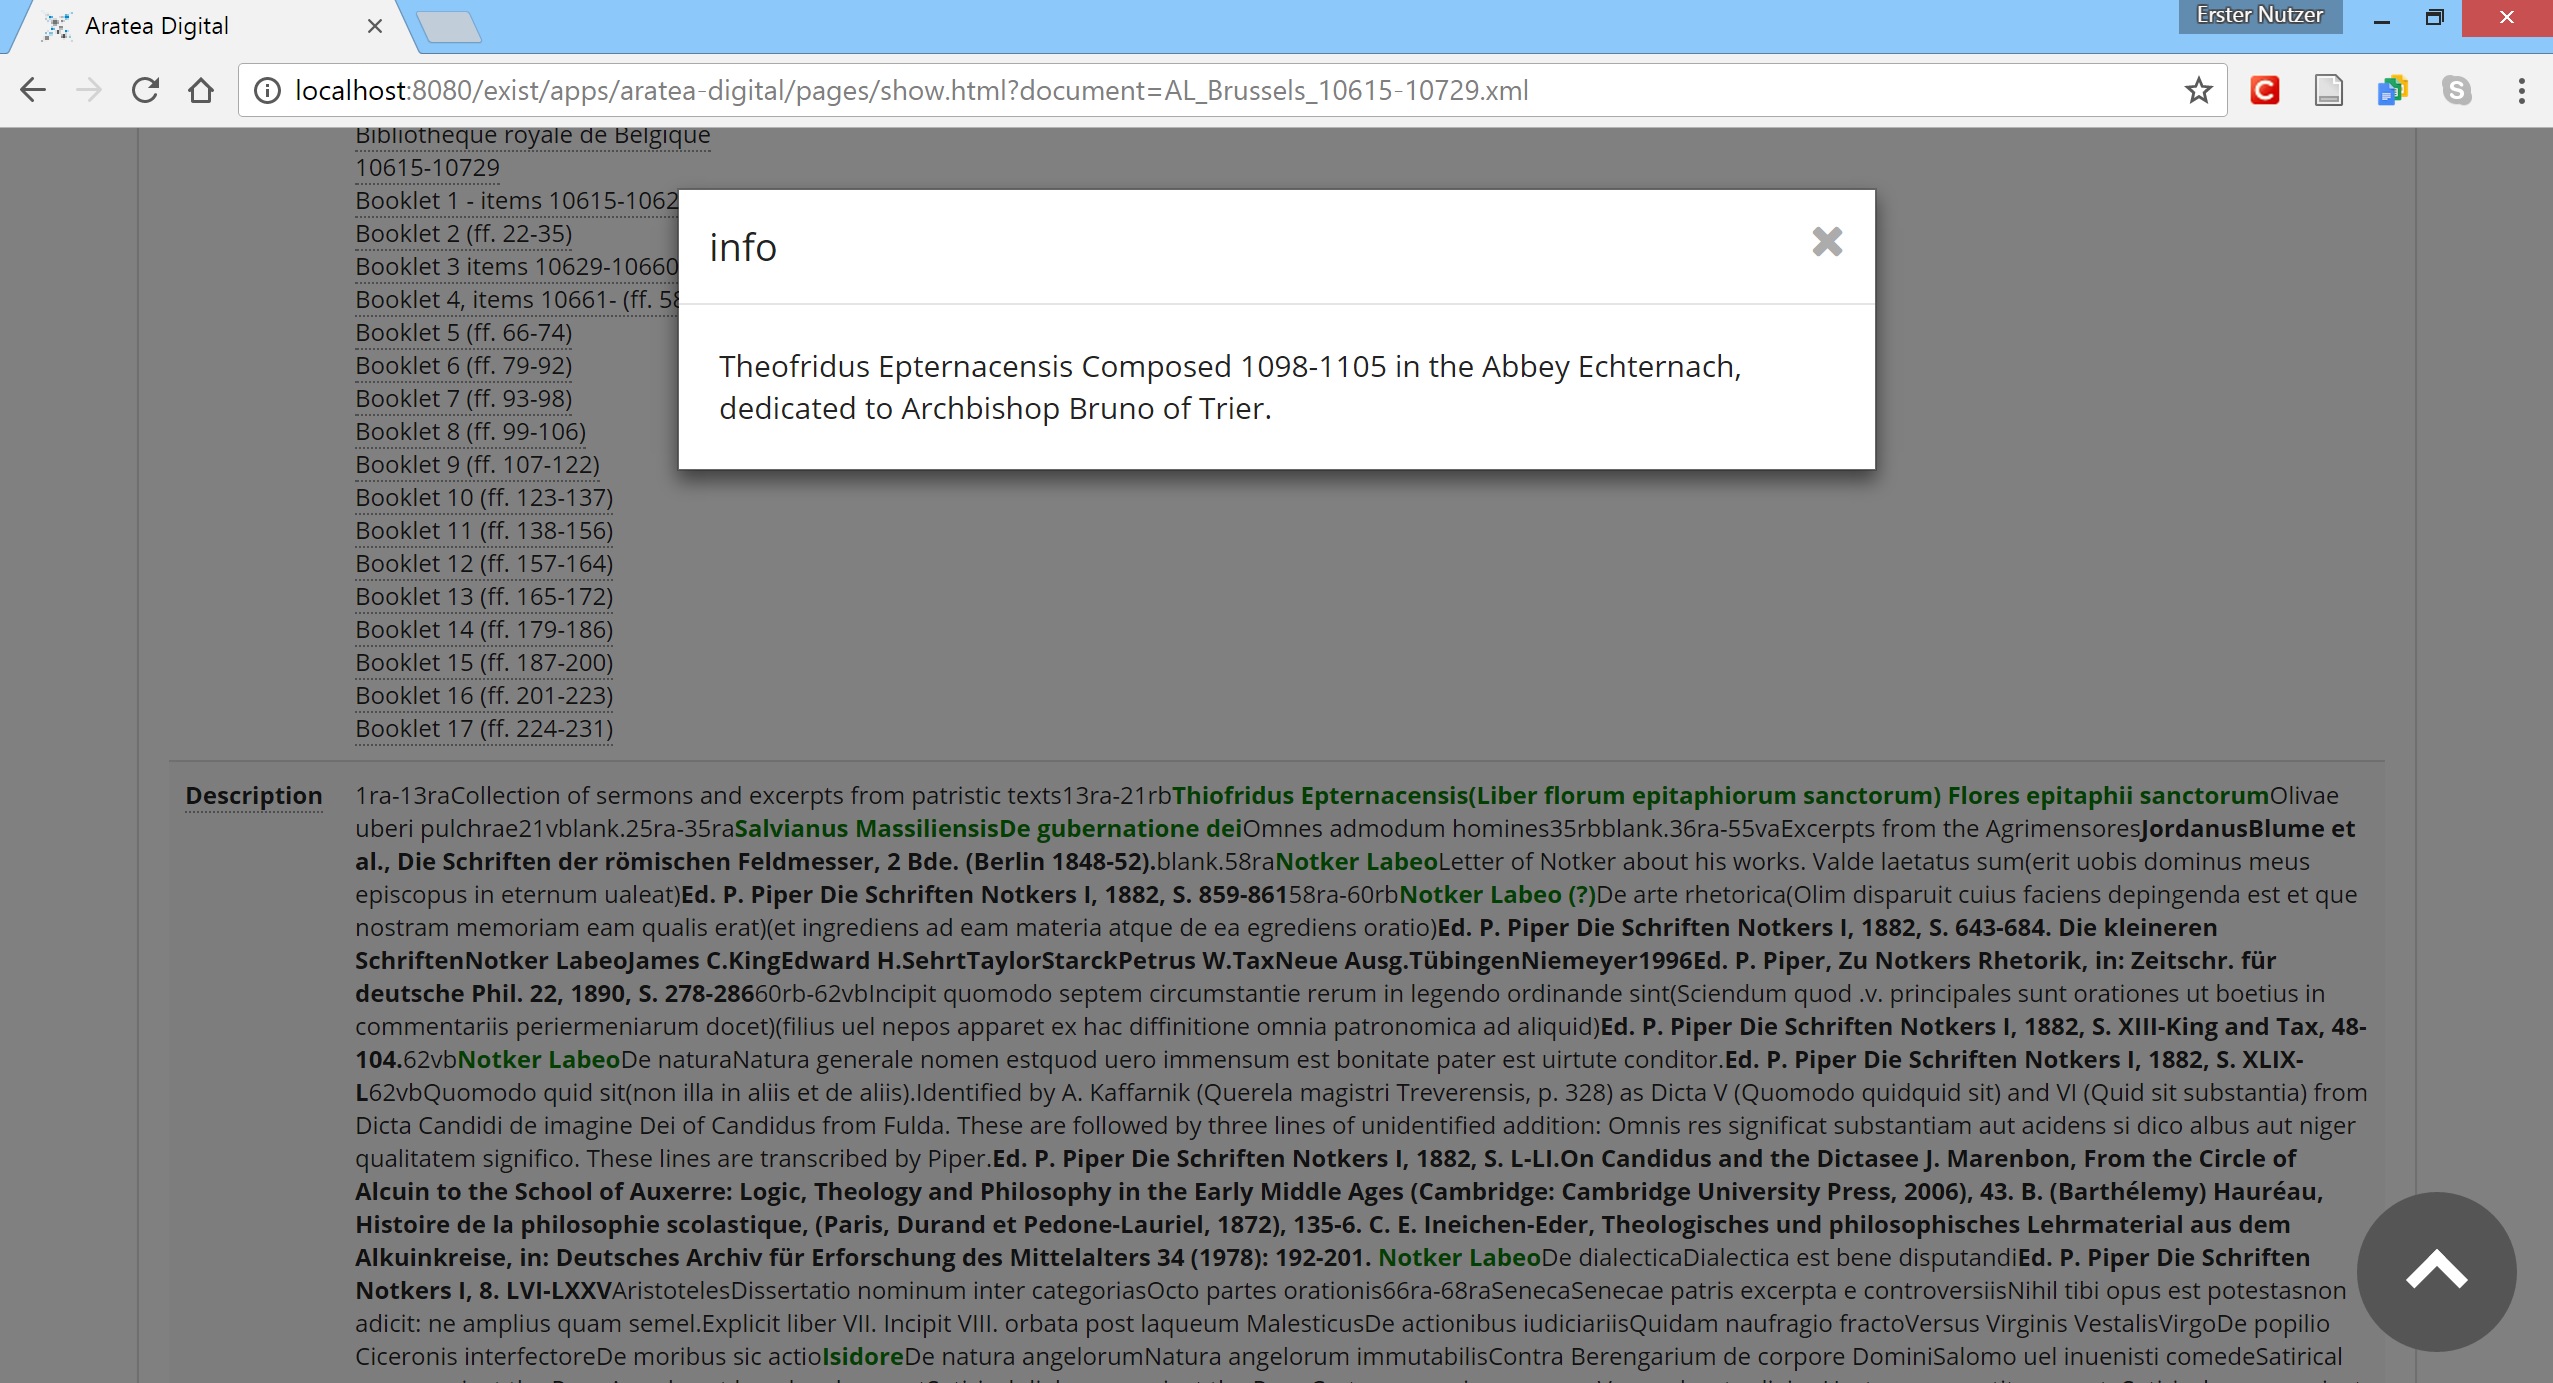 Aratea Digital
Erster Nutzer
localhost:8080/exist/apps/aratea-digital/pages/show.html?document=AL_Brussels_10615-10729.xml
Bibliothèque royale de Belgique
10615-10729
Booklet 1 - items 10615-1062
Booklet 2 (ff. 22-35)
Booklet 3 items 10629-10660
Booklet 4, items 10661- (ff. 58
Booklet 5 (ff. 66-74)
Booklet 6 (ff. 79-92)
Booklet 7 (ff. 93-98)
Booklet 8 (ff. 99-106)
Booklet 9 (ff. 107-122)
Booklet 10 (ff. 123-137)
Booklet 11 (ff. 138-156)
Booklet 12 (ff. 157-164)
Booklet 13 (ff. 165-172)
Booklet 14 (ff. 179-186)
Booklet 15 (ff. 187-200)
Booklet 16 (ff. 201-223)
Booklet 17 (ff. 224-231)
info
Theofridus Epternacensis Composed 1098-1105 in the Abbey Echternach,
dedicated to Archbishop Bruno of Trier.
Description
1ra-13raCollection of sermons and excerpts from patristic texts13ra-21rbThiofridus Epternacensis(Liber florum epitaphiorum sanctorum) Flores epitaphii sanctorumOlivae
uberi pulchrae21vblank.25ra-35raSalvianus MassiliensisDe gubernatione deiOmnes admodum homines35rbblank.36ra-55vaExcerpts from the AgrimensoresJordanusBlume et
al., Die Schriften der römischen Feldmesser, 2 Bde. (Berlin 1848-52).blank.58raNotker LabeoLetter of Notker about his works. Valde laetatus sum(erit uobis dominus meus
episcopus in eternum ualeat)Ed. P. Piper Die Schriften Notkers I, 1882, S. 859-86158ra-60rbNotker Labeo (?)De arte rhetorica(Olim disparuit cuius faciens depingenda est et que
nostram memoriam eam qualis erat)(et ingrediens ad eam materia atque de ea egrediens oratio)Ed. P. Piper Die Schriften Notkers I, 1882, S. 643-684. Die kleineren
SchriftenNotker LabeoJames C.KingEdward H.SehrtTaylorStarckPetrus W.TaxNeue Ausg.TübingenNiemeyer1996Ed. P. Piper, Zu Notkers Rhetorik, in: Zeitschr. für
deutsche Phil. 22, 1890, S. 278-28660rb-62vbIncipit quomodo septem circumstantie rerum in legendo ordinande sint(Sciendum quod .v. principales sunt orationes ut boetius in
commentariis periermeniarum docet)(filius uel nepos apparet ex hac diffinitione omnia patronomica ad aliquid)Ed. P. Piper Die Schriften Notkers I, 1882, S. XIII-King and Tax, 48-
104.62vbNotker LabeoDe naturaNatura generale nomen estquod uero immensum est bonitate pater est uirtute conditor.Ed. P. Piper Die Schriften Notkers I, 1882, S. XLIX-
L62vbQuomodo quid sit(non illa in aliis et de aliis).Identified by A. Kaffarnik (Querela magistri Treverensis, p. 328) as Dicta V (Quomodo quidquid sit) and VI (Quid sit substantia) from
Dicta Candidi de imagine Dei of Candidus from Fulda. These are followed by three lines of unidentified addition: Omnis res significat substantiam aut acidens si dico albus aut niger
qualitatem significo. These lines are transcribed by Piper.Ed. P. Piper Die Schriften Notkers I, 1882, S. L-LI.On Candidus and the Dictasee J. Marenbon, From the Circle of
Alcuin to the School of Auxerre: Logic, Theology and Philosophy in the Early Middle Ages (Cambridge: Cambridge University Press, 2006), 43. B. (Barthélemy) Hauréau,
Histoire de la philosophie scolastique, (Paris, Durand et Pedone-Lauriel, 1872), 135-6. C. E. Ineichen-Eder, Theologisches und philosophisches Lehrmaterial aus dem
Alkuinkreise, in: Deutsches Archiv für Erforschung des Mittelalters 34 (1978): 192-201. Notker LabeoDe dialecticaDialectica est bene disputandiEd. P. Piper Die Schriften
Notkers I, 8. LVI-LXXVAristotelesDissertatio nominum inter categoriasOcto partes orationis66ra-68raSenecaSenecae patris excerpta e controversiisNihil tibi opus est potestasnon
adicit: ne amplius quam semel.Explicit liber VII. Incipit VIII. orbata post laqueum MalesticusDe actionibus iudiciariisQuidam naufragio fractoVersus Virginis VestalisVirgoDe popilio
Ciceronis interfectoreDe moribus sic actioIsidoreDe natura angelorumNatura angelorum immutabilisContra Berengarium de corpore DominiSalomo uel inuenisti comedeSatirical